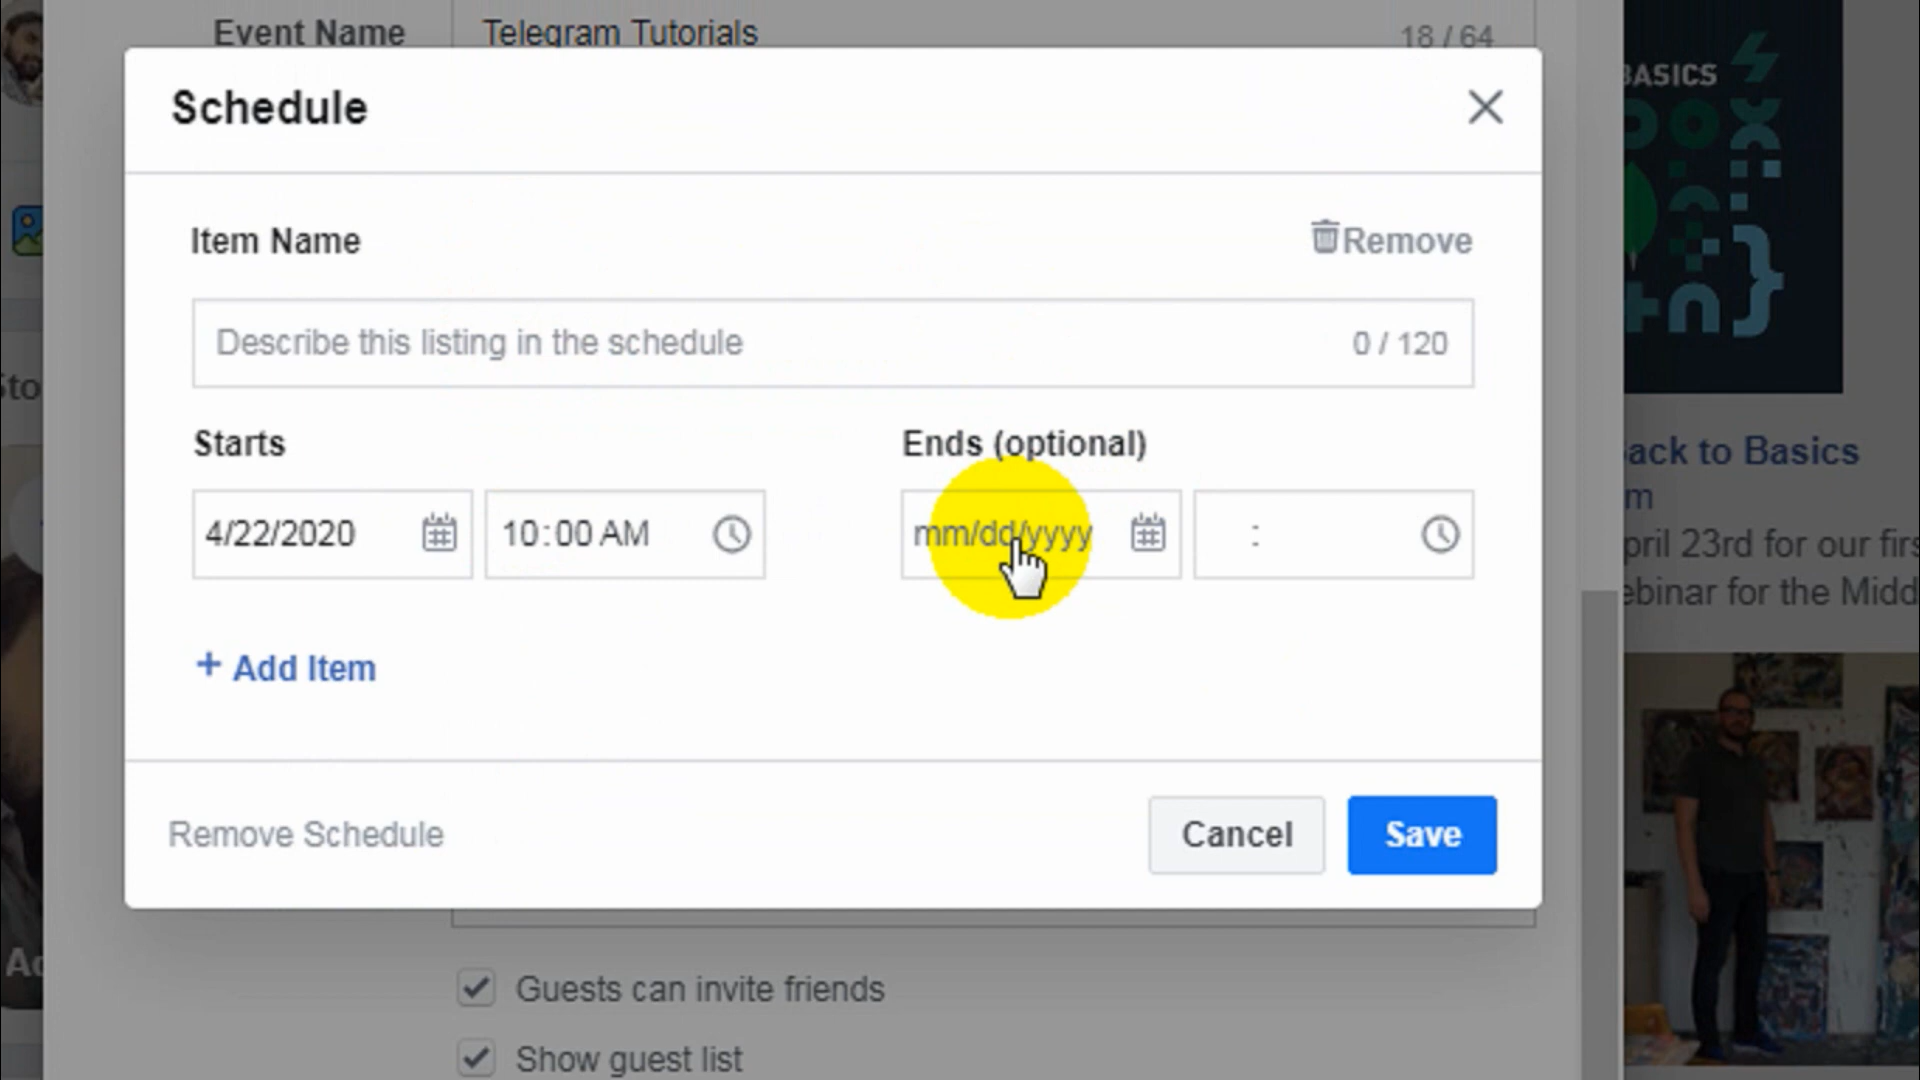 Event Name Telegram Tutorials 18 / 64
Schedule
Item Name Remove
Describe this listing in the schedule 0 / 120
Starts Ends (optional)
4/22/2020 10:00 AM mm/dd/yyyy :
+ Add Item
Remove Schedule Cancel Save
Guests can invite friends
Show guest list
BASICS
ack to Basics
pril 23rd for our firs
ebinar for the Midd